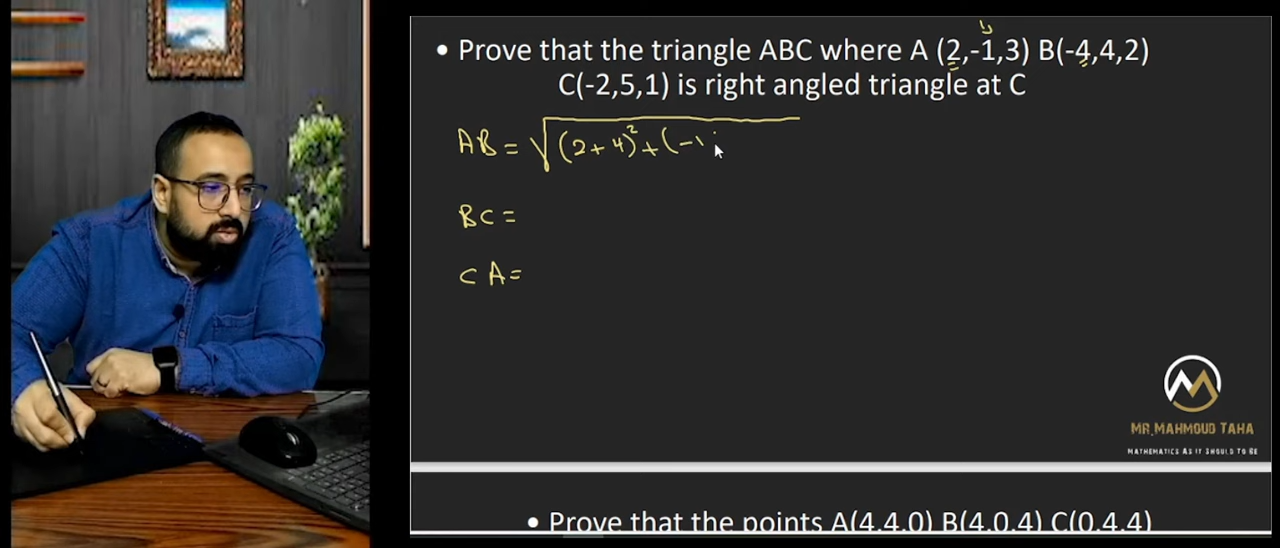 • Prove that the triangle ABC where A (2,-1,3) B(-4,4,2)
C(-2,5,1) is right angled triangle at C
AB = √(2+4)²+(-1
BC =
CA =
MR.MAHMOUD TAHA
MATHEMATICS AS IT SHOULD TO BE
• Prove that the points A(4,4,0) B(4,0,4) C(0,4,4)